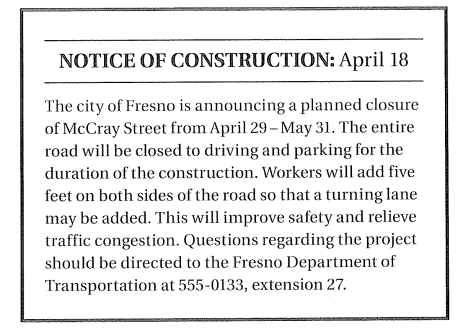 NOTICE OF CONSTRUCTION: April 18
The city of Fresno is announcing a planned closure
of McCray Street from April 29 – May 31. The entire
road will be closed to driving and parking for the
duration of the construction. Workers will add five
feet on both sides of the road so that a turning lane
may be added. This will improve safety and relieve
traffic congestion. Questions regarding the project
should be directed to the Fresno Department of
Transportation at 555-0133, extension 27.